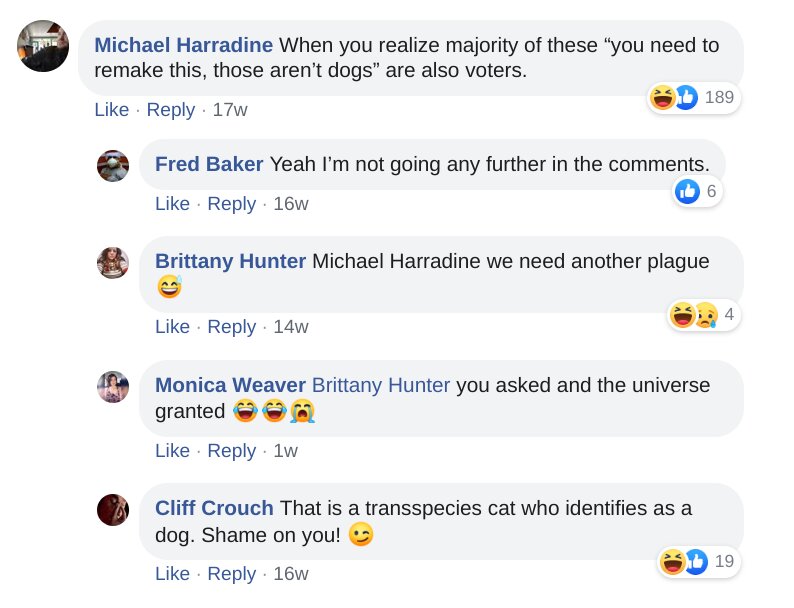 Michael Harradine When you realize majority of these “you need to
remake this, those aren’t dogs” are also voters.
189
Like · Reply · 17w
Fred Baker Yeah I’m not going any further in the comments.
6
Like · Reply · 16w
Brittany Hunter Michael Harradine we need another plague
😅
4
Like · Reply · 14w
Monica Weaver Brittany Hunter you asked and the universe
granted 😂😂😭
Like · Reply · 1w
Cliff Crouch That is a transspecies cat who identifies as a
dog. Shame on you! 😉
19
Like · Reply · 16w